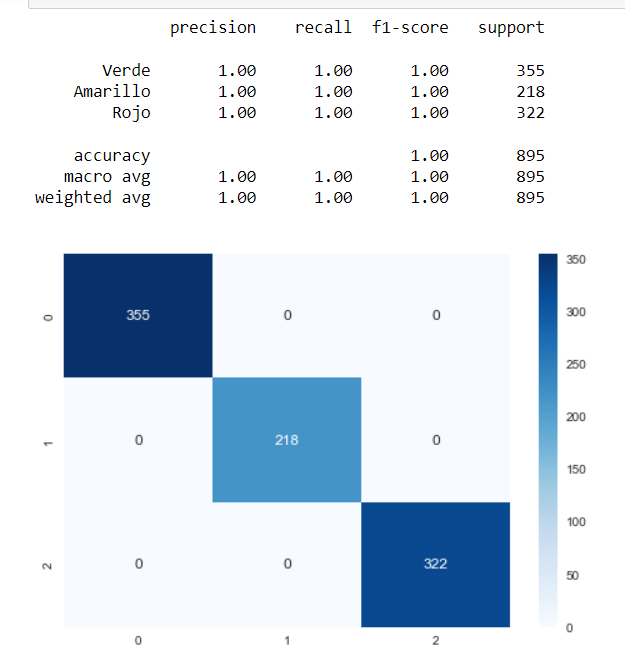 precision recall f1-score support
Verde 1.00 1.00 1.00 355
Amarillo 1.00 1.00 1.00 218
Rojo 1.00 1.00 1.00 322
accuracy 1.00 895
macro avg 1.00 1.00 1.00 895
weighted avg 1.00 1.00 1.00 895
350
0 355 0 0
300
250
200
1 0 218 0
150
100
2 0 0 322
50
0
0 1 2